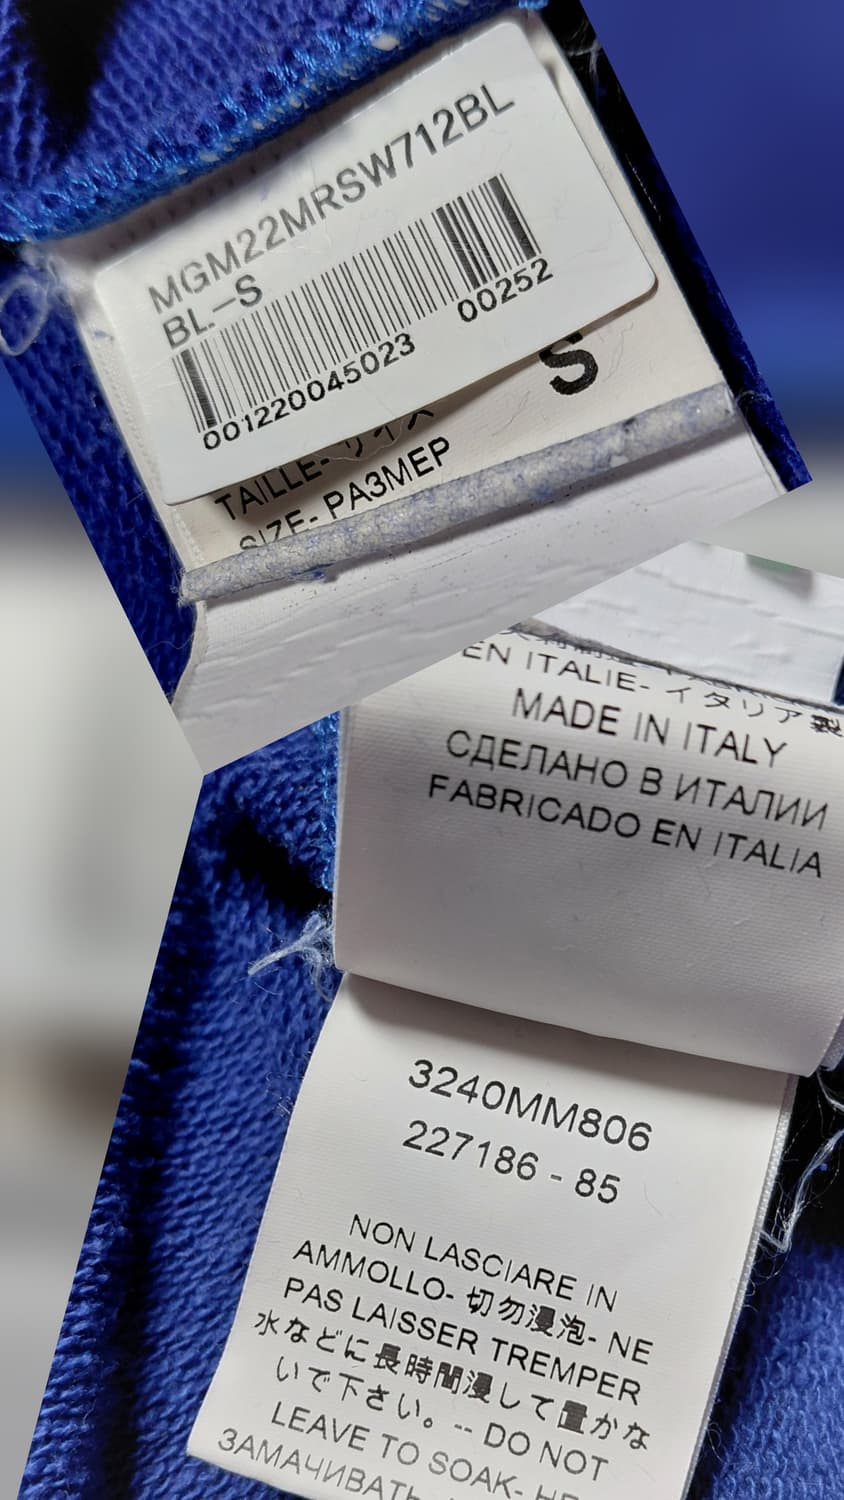 MGM22MRSW712BL
BL-S
001220045023 00252
S
TAILLE- サイズ
SIZE- РАЗМЕР
EN ITALIE- イタリア製
MADE IN ITALY
СДЕЛАНО В ИТАЛИИ
FABRICADO EN ITALIA
3240MM806
227186 - 85
NON LASCIARE IN
AMMOLLO- 切勿浸泡- NE
PAS LAISSER TREMPER
水などに長時間浸して置かな
いで下さい。-- DO NOT
LEAVE TO SOAK- НЕ
ЗАМАЧИВАТЬ